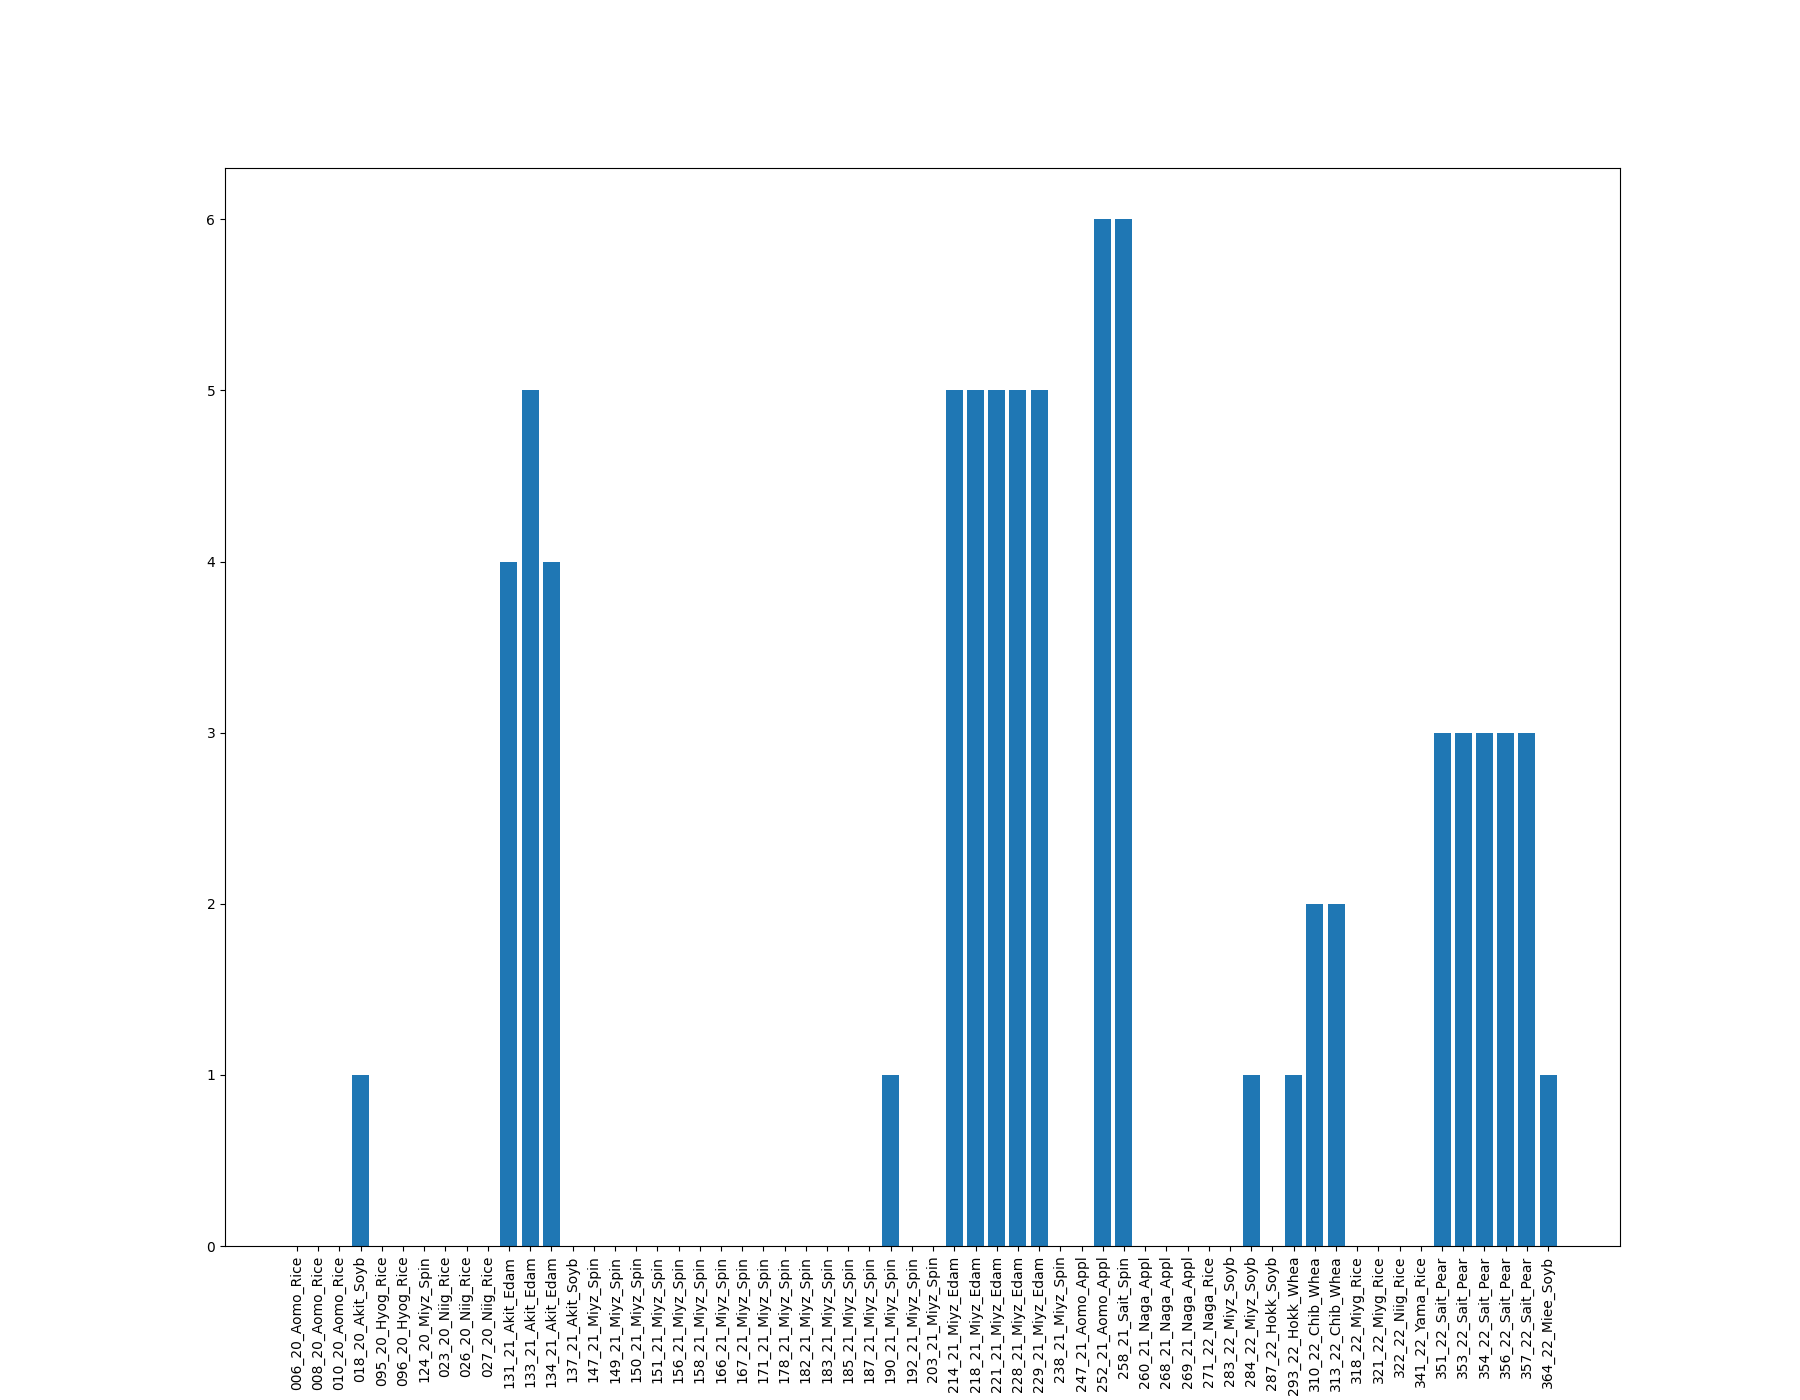 6
5
4
3
2
1
0
006_20_Aomo_Rice
008_20_Aomo_Rice
010_20_Aomo_Rice
018_20_Akit_Soyb
095_20_Hyog_Rice
096_20_Hyog_Rice
124_20_Miyz_Spin
023_20_Niig_Rice
026_20_Niig_Rice
027_20_Niig_Rice
131_21_Akit_Edam
133_21_Akit_Edam
134_21_Akit_Edam
137_21_Akit_Soyb
147_21_Miyz_Spin
149_21_Miyz_Spin
150_21_Miyz_Spin
151_21_Miyz_Spin
156_21_Miyz_Spin
158_21_Miyz_Spin
166_21_Miyz_Spin
167_21_Miyz_Spin
171_21_Miyz_Spin
178_21_Miyz_Spin
182_21_Miyz_Spin
183_21_Miyz_Spin
185_21_Miyz_Spin
187_21_Miyz_Spin
190_21_Miyz_Spin
192_21_Miyz_Spin
203_21_Miyz_Spin
214_21_Miyz_Edam
218_21_Miyz_Edam
221_21_Miyz_Edam
228_21_Miyz_Edam
229_21_Miyz_Edam
238_21_Miyz_Spin
247_21_Aomo_Appl
252_21_Aomo_Appl
258_21_Sait_Spin
260_21_Naga_Appl
268_21_Naga_Appl
269_21_Naga_Appl
271_22_Naga_Rice
283_22_Miyz_Soyb
284_22_Miyz_Soyb
287_22_Hokk_Soyb
293_22_Hokk_Whea
310_22_Chib_Whea
313_22_Chib_Whea
318_22_Miyg_Rice
321_22_Miyg_Rice
322_22_Niig_Rice
341_22_Yama_Rice
351_22_Sait_Pear
353_22_Sait_Pear
354_22_Sait_Pear
356_22_Sait_Pear
357_22_Sait_Pear
364_22_Miee_Soyb